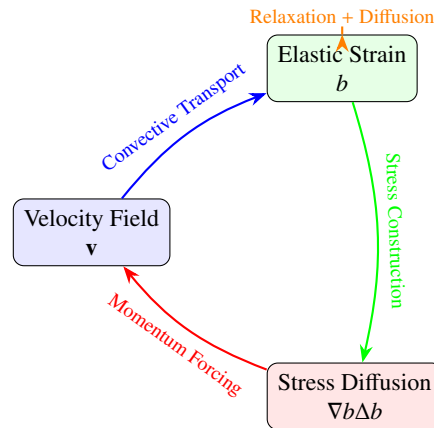 Relaxation + Diffusion
Elastic Strain
b
Convective Transport
Stress Construction
Velocity Field
v
Momentum Forcing
Stress Diffusion
∇bΔb